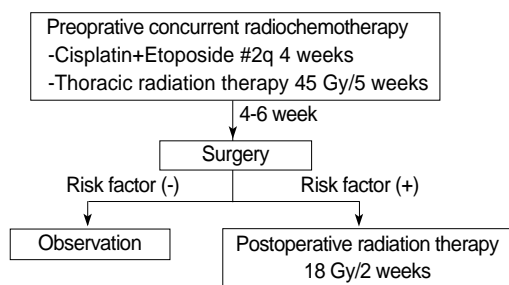 Preoprative concurrent radiochemotherapy
-Cisplatin+Etoposide #2q 4 weeks
-Thoracic radiation therapy 45 Gy/5 weeks
4-6 week
Surgery
Risk factor (-)
Risk factor (+)
Observation
Postoperative radiation therapy
18 Gy/2 weeks